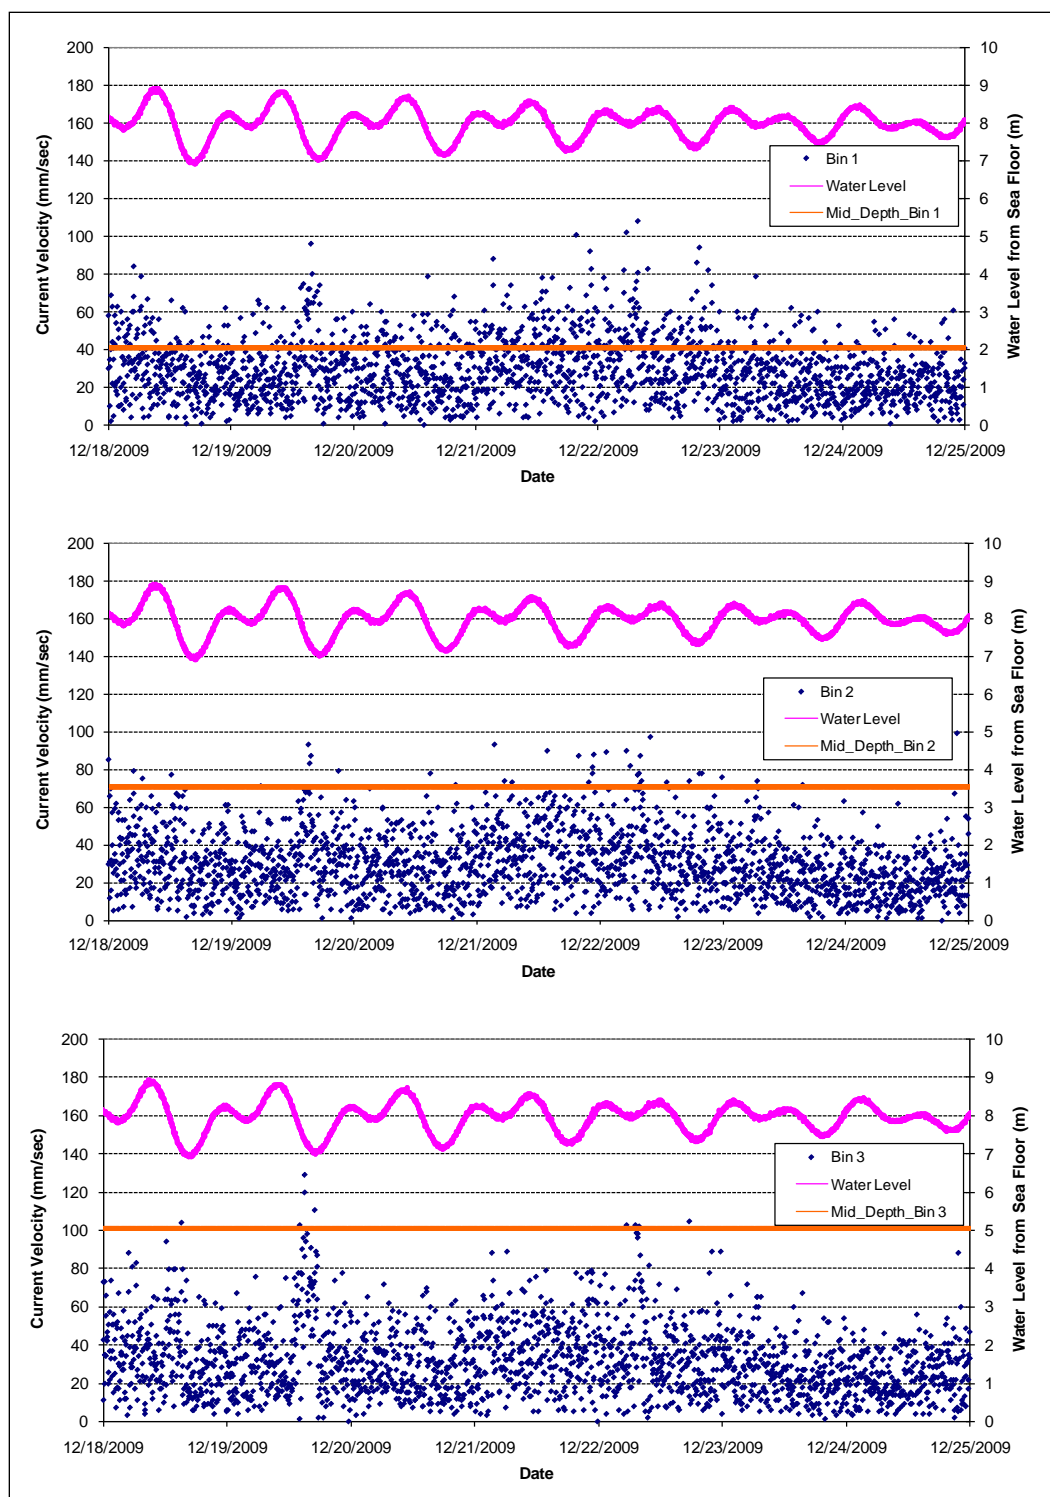 200 10
180 9
160 8
140 7
120 6
100 5
80 4
60 3
40 2
20 1
0 0
Current Velocity (mm/sec)
Water Level from Sea Floor (m)
Bin 1
Water Level
Mid_Depth_Bin 1
12/18/2009 12/19/2009 12/20/2009 12/21/2009 12/22/2009 12/23/2009 12/24/2009 12/25/2009
Date
200 10
180 9
160 8
140 7
120 6
100 5
80 4
60 3
40 2
20 1
0 0
Current Velocity (mm/sec)
Water Level from Sea Floor (m)
Bin 2
Water Level
Mid_Depth_Bin 2
12/18/2009 12/19/2009 12/20/2009 12/21/2009 12/22/2009 12/23/2009 12/24/2009 12/25/2009
Date
200 10
180 9
160 8
140 7
120 6
100 5
80 4
60 3
40 2
20 1
0 0
Current Velocity (mm/sec)
Water Level from Sea Floor (m)
Bin 3
Water Level
Mid_Depth_Bin 3
12/18/2009 12/19/2009 12/20/2009 12/21/2009 12/22/2009 12/23/2009 12/24/2009 12/25/2009
Date